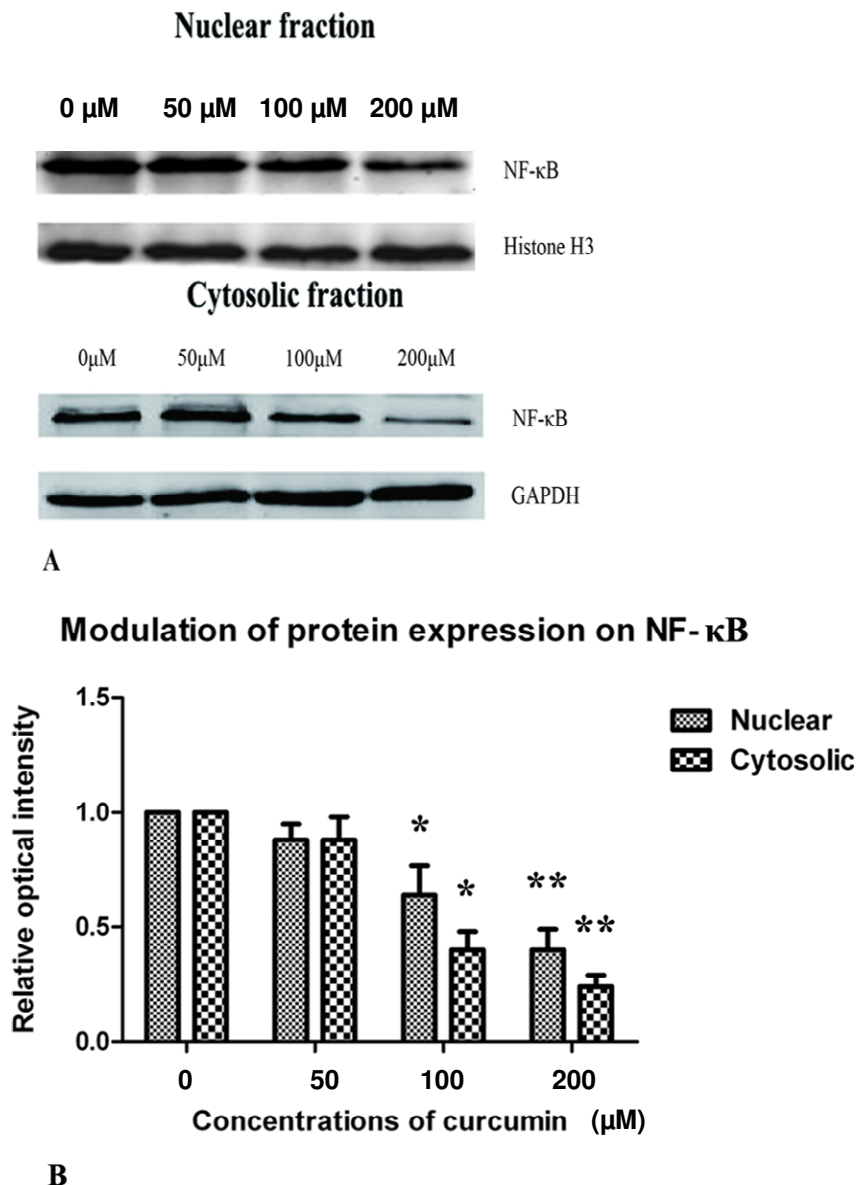 Nuclear fraction
0 µM 50 µM 100 µM 200 µM
NF-κB
Histone H3
Cytosolic fraction
0µM 50µM 100µM 200µM
NF-κB
GAPDH
A
Modulation of protein expression on NF-κB
1.5
1.0
0.5
0.0
Relative optical intensity
Nuclear
Cytosolic
*
*
**
**
0 50 100 200
Concentrations of curcumin (µM)
B